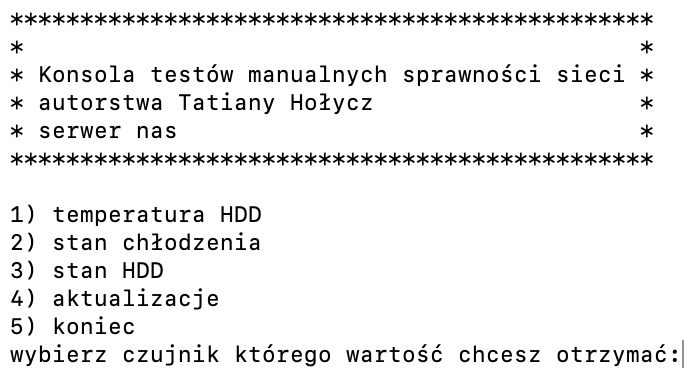 **********************************************
*                                            *
* Konsola testów manualnych sprawności sieci *
* autorstwa Tatiany Hołycz                   *
* serwer nas                                 *
**********************************************
1) temperatura HDD
2) stan chłodzenia
3) stan HDD
4) aktualizacje
5) koniec
wybierz czujnik którego wartość chcesz otrzymać: